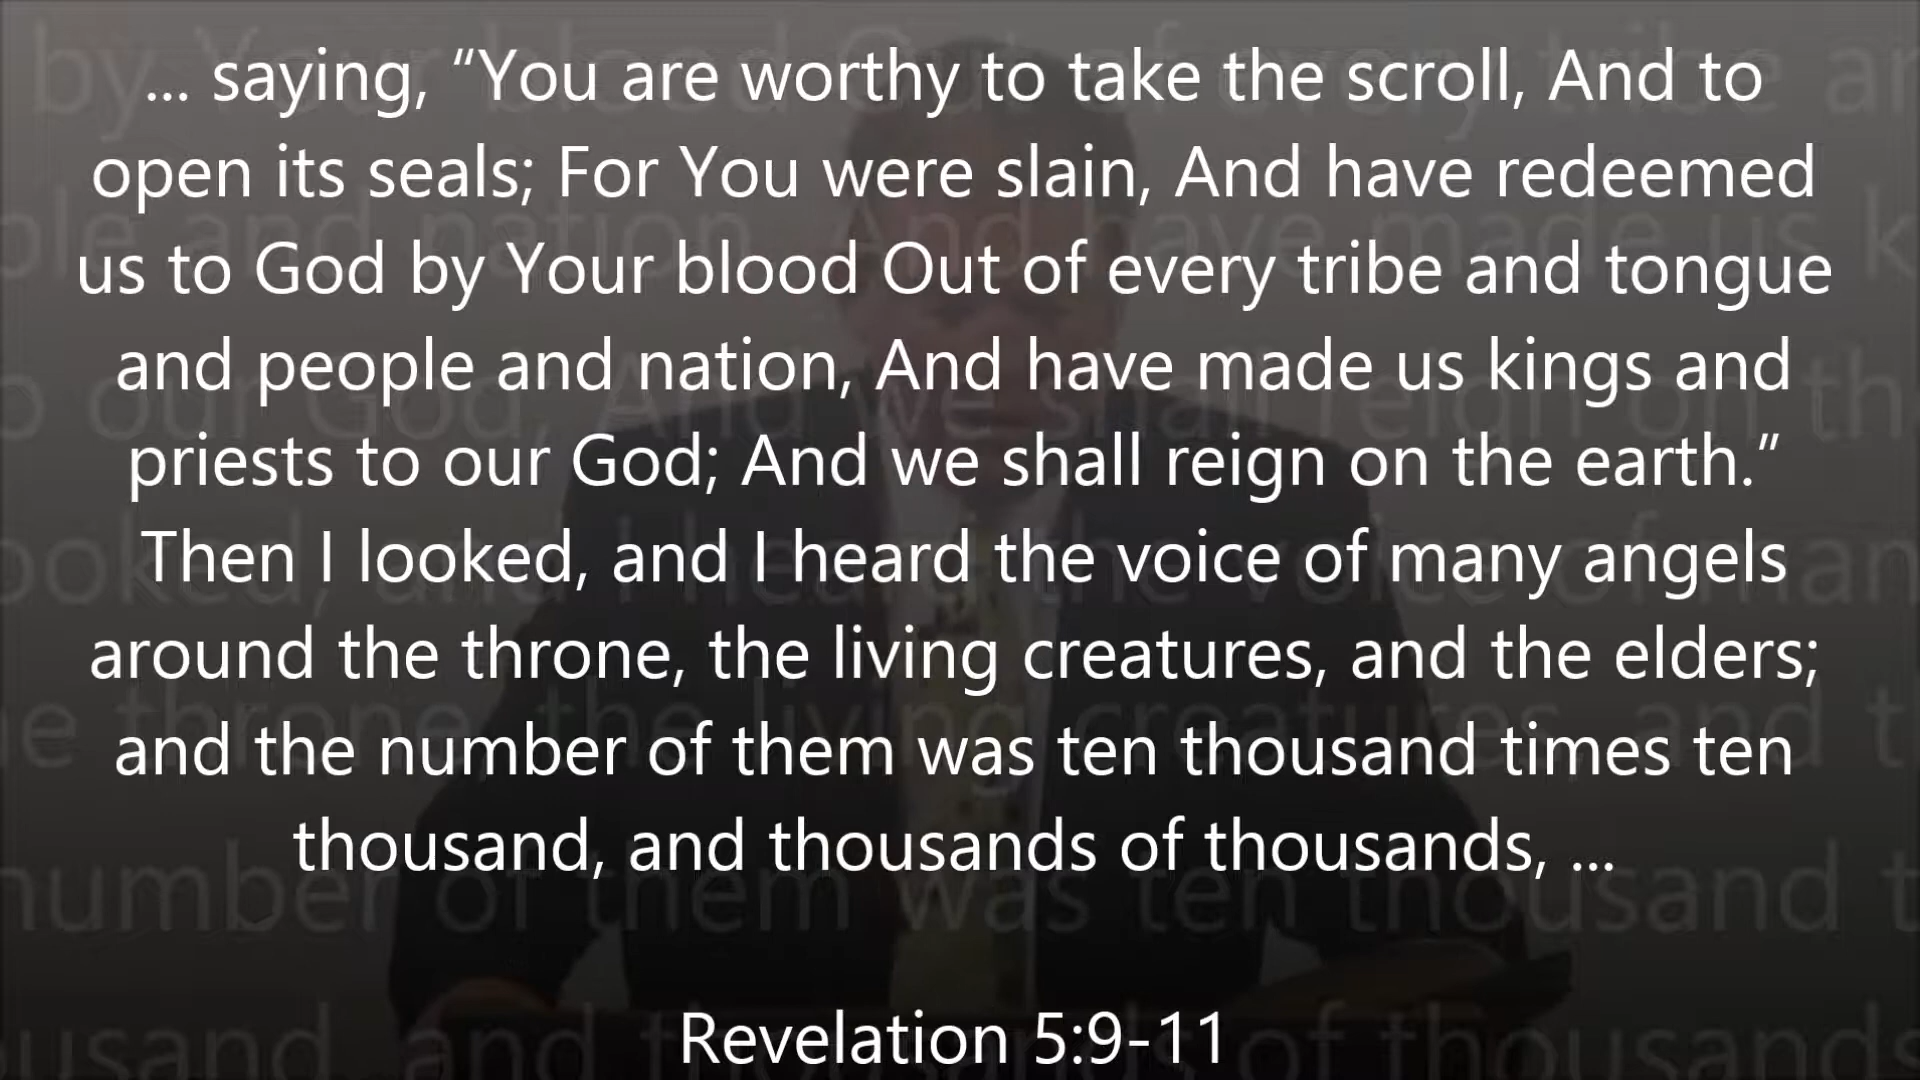 ... saying, “You are worthy to take the scroll, And to
open its seals; For You were slain, And have redeemed
us to God by Your blood Out of every tribe and tongue
and people and nation, And have made us kings and
priests to our God; And we shall reign on the earth.”
Then I looked, and I heard the voice of many angels
around the throne, the living creatures, and the elders;
and the number of them was ten thousand times ten
thousand, and thousands of thousands, ...
Revelation 5:9-11